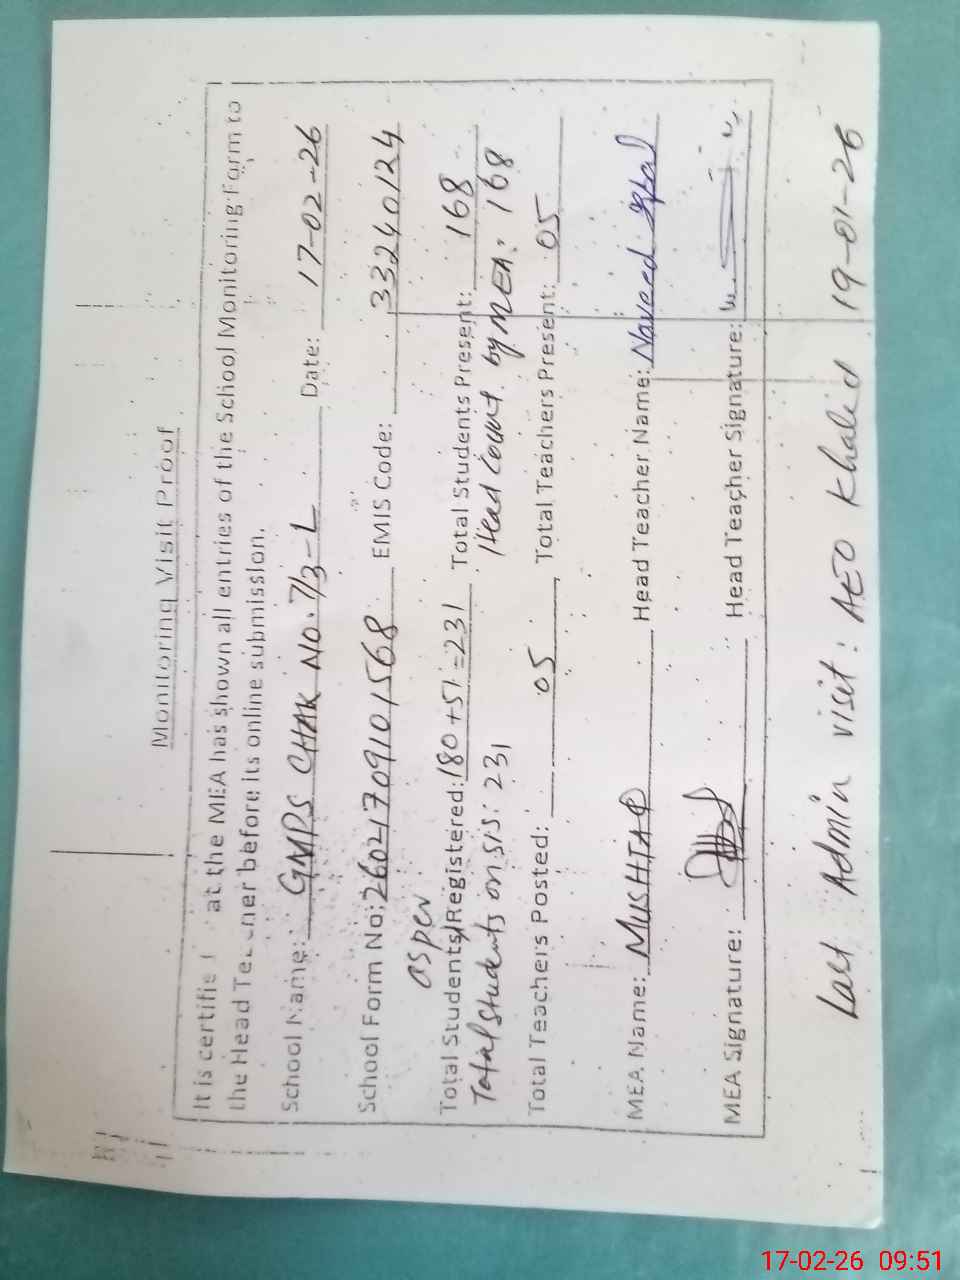 Monitoring Visit Proof
It is certifie at the MEA has shown all entries of the School Monitoring Form to
the Head Teacher before its online submission.
School Name: GMPS CHAK NO. 7/3-L Date: 17-02-26
School Form No: 26021709101568 EMIS Code: 33240124
as per
Total Students Registered: 180+51=231 Total Students Present: 168
Total Students on SIS: 231 Head Count by MEA: 168
Total Teachers Posted: 05 Total Teachers Present: 05
MEA Name: MUSHTAQ Head Teacher Name: Naveed Iqbal
MEA Signature: Head Teacher Signature:
Last Admin visit: AEO Khalid 19-01-26
17-02-26 09:51